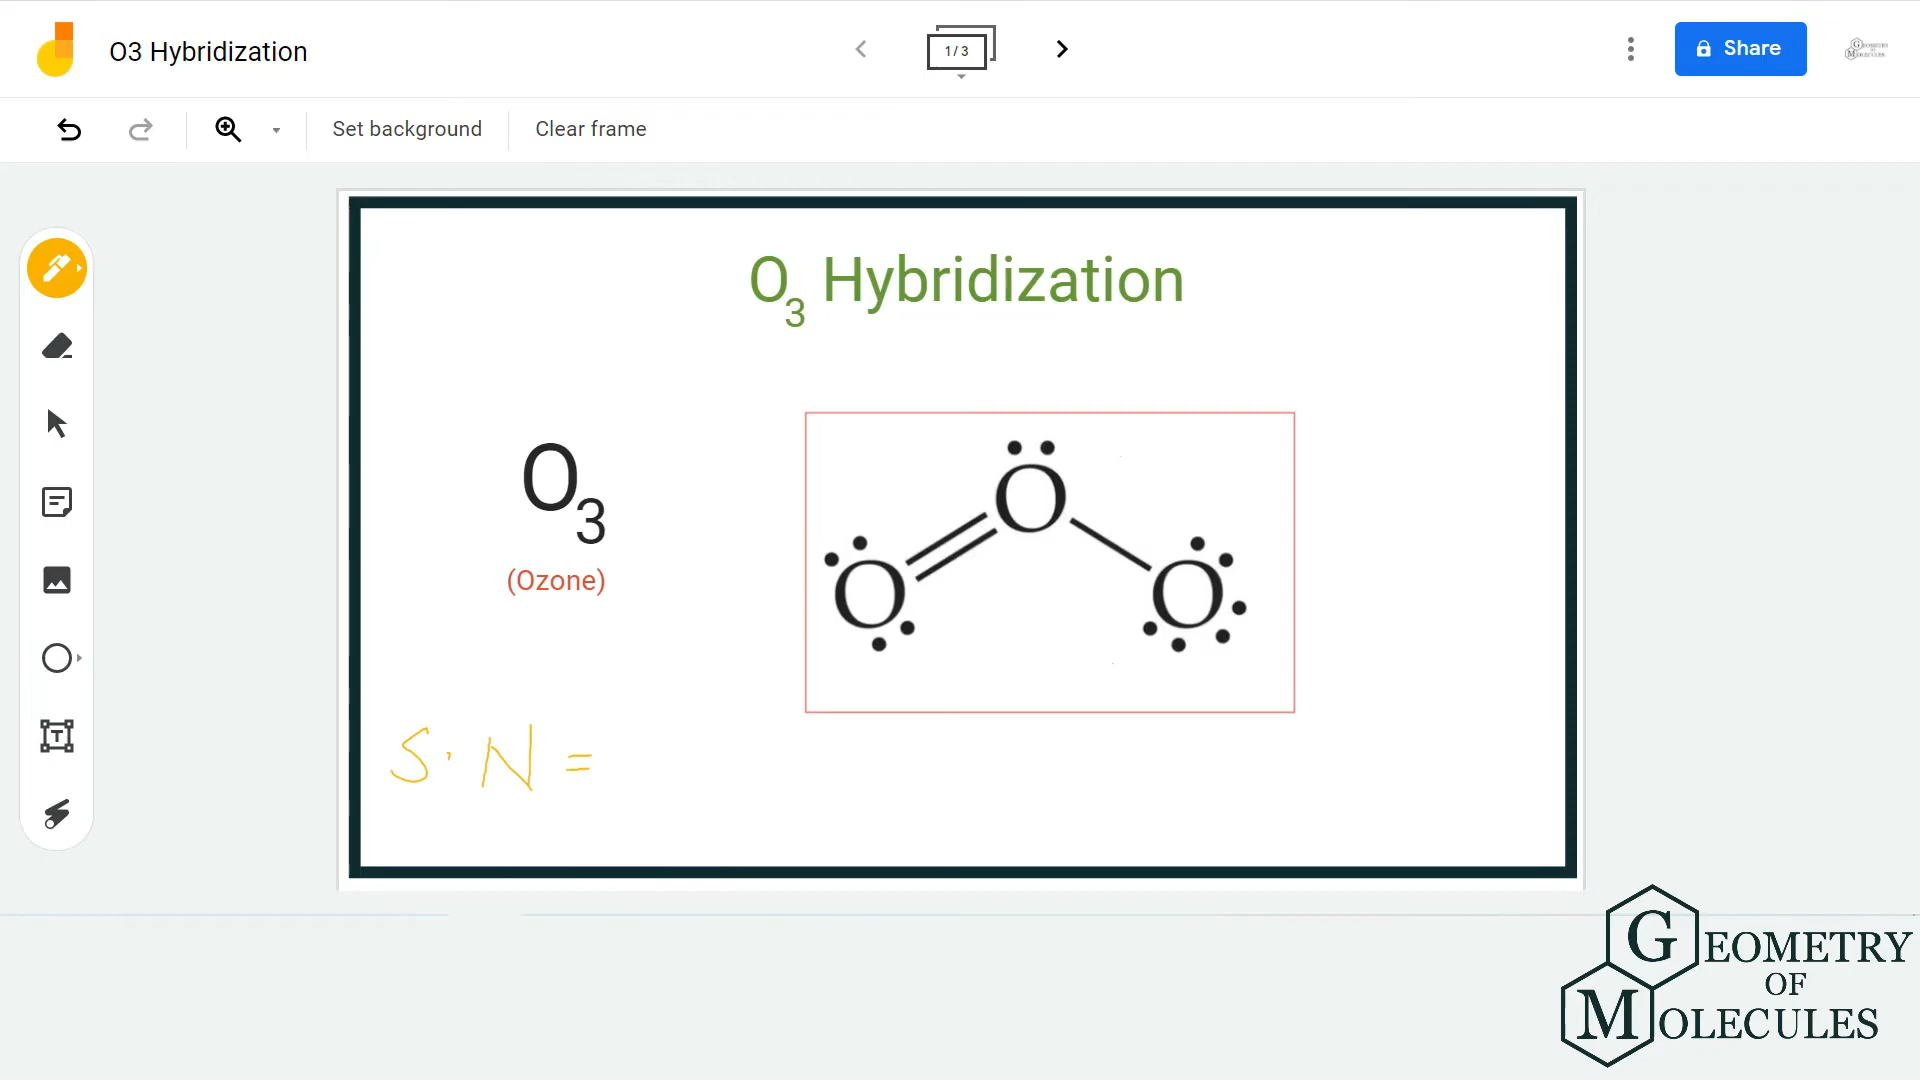 O3 Hybridization
1 / 3
Share
Set background
Clear frame
O3 Hybridization
O3
(Ozone)
O
O
O
S.N =
GEOMETRY
OF
MOLECULES